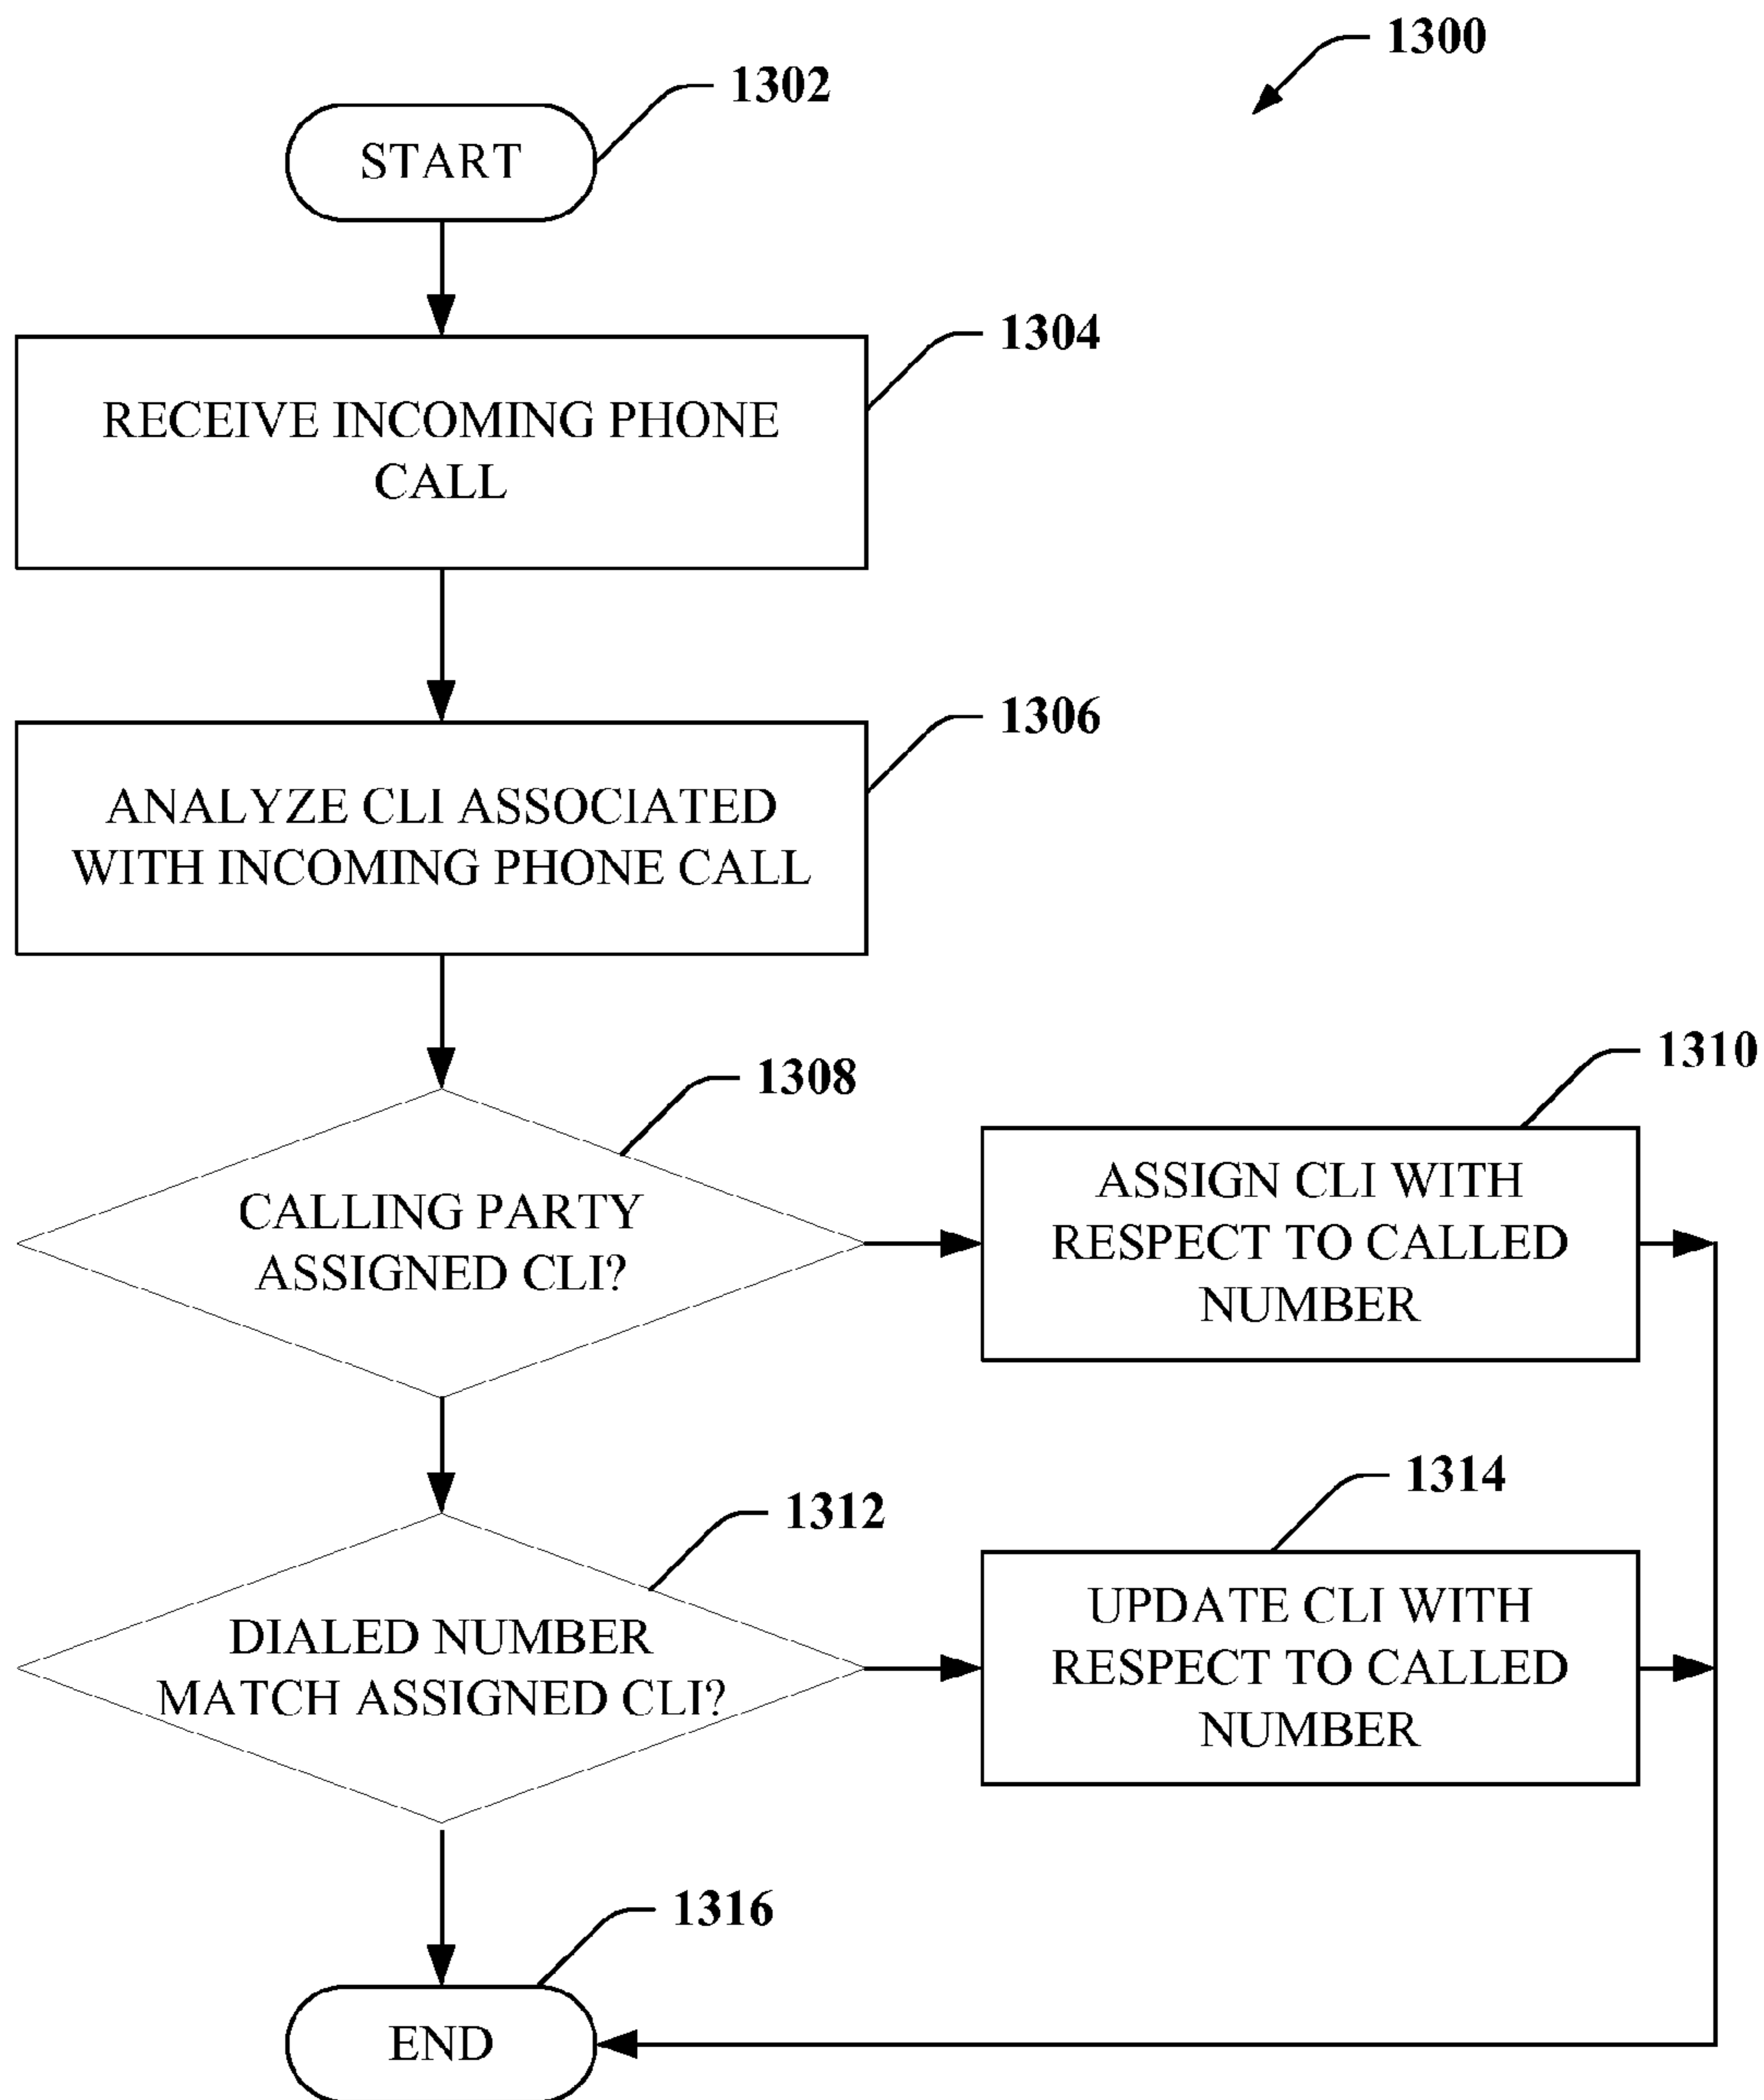 1300
1302
START
1304
RECEIVE INCOMING PHONE
CALL
1306
ANALYZE CLI ASSOCIATED
WITH INCOMING PHONE CALL
1308
CALLING PARTY
ASSIGNED CLI?
1310
ASSIGN CLI WITH
RESPECT TO CALLED
NUMBER
1312
DIALED NUMBER
MATCH ASSIGNED CLI?
1314
UPDATE CLI WITH
RESPECT TO CALLED
NUMBER
1316
END